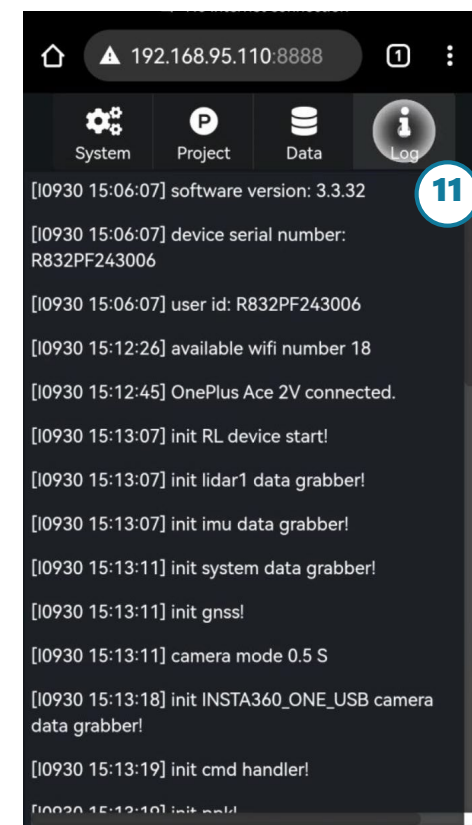 192.168.95.110:8888
1
System
Project
Data
Log
11
[I0930 15:06:07] software version: 3.3.32
[I0930 15:06:07] device serial number:
R832PF243006
[I0930 15:06:07] user id: R832PF243006
[I0930 15:12:26] available wifi number 18
[I0930 15:12:45] OnePlus Ace 2V connected.
[I0930 15:13:07] init RL device start!
[I0930 15:13:07] init lidar1 data grabber!
[I0930 15:13:07] init imu data grabber!
[I0930 15:13:11] init system data grabber!
[I0930 15:13:11] init gnss!
[I0930 15:13:11] camera mode 0.5 S
[I0930 15:13:18] init INSTA360_ONE_USB camera
data grabber!
[I0930 15:13:19] init cmd handler!
[I0930 15:13:19] init